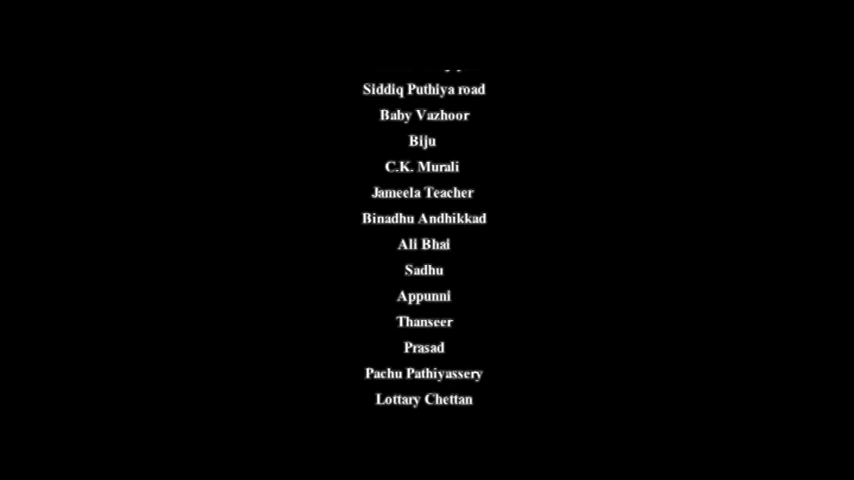 Siddiq Puthiya road
Baby Vazhoor
Biju
C.K. Murali
Jameela Teacher
Binadhu Andhikkad
Ali Bhai
Sadhu
Appunni
Thanseer
Prasad
Pachu Pathiyassery
Lottary Chettan